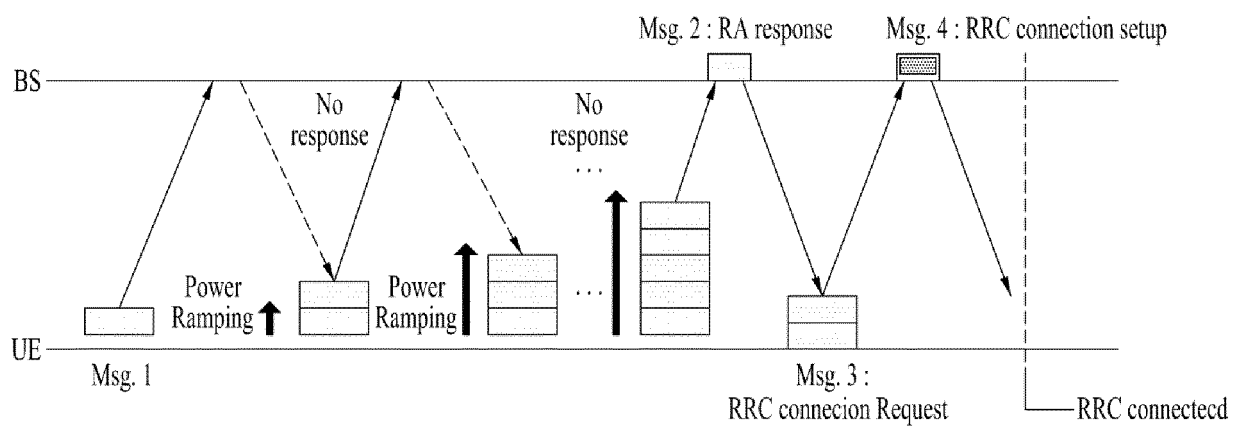 Msg. 2 : RA response
Msg. 4 : RRC connection setup
BS
No
response
No
response
...
Power
Ramping
Power
Ramping
...
UE
Msg. 1
Msg. 3 :
RRC connecion Request
RRC connectecd